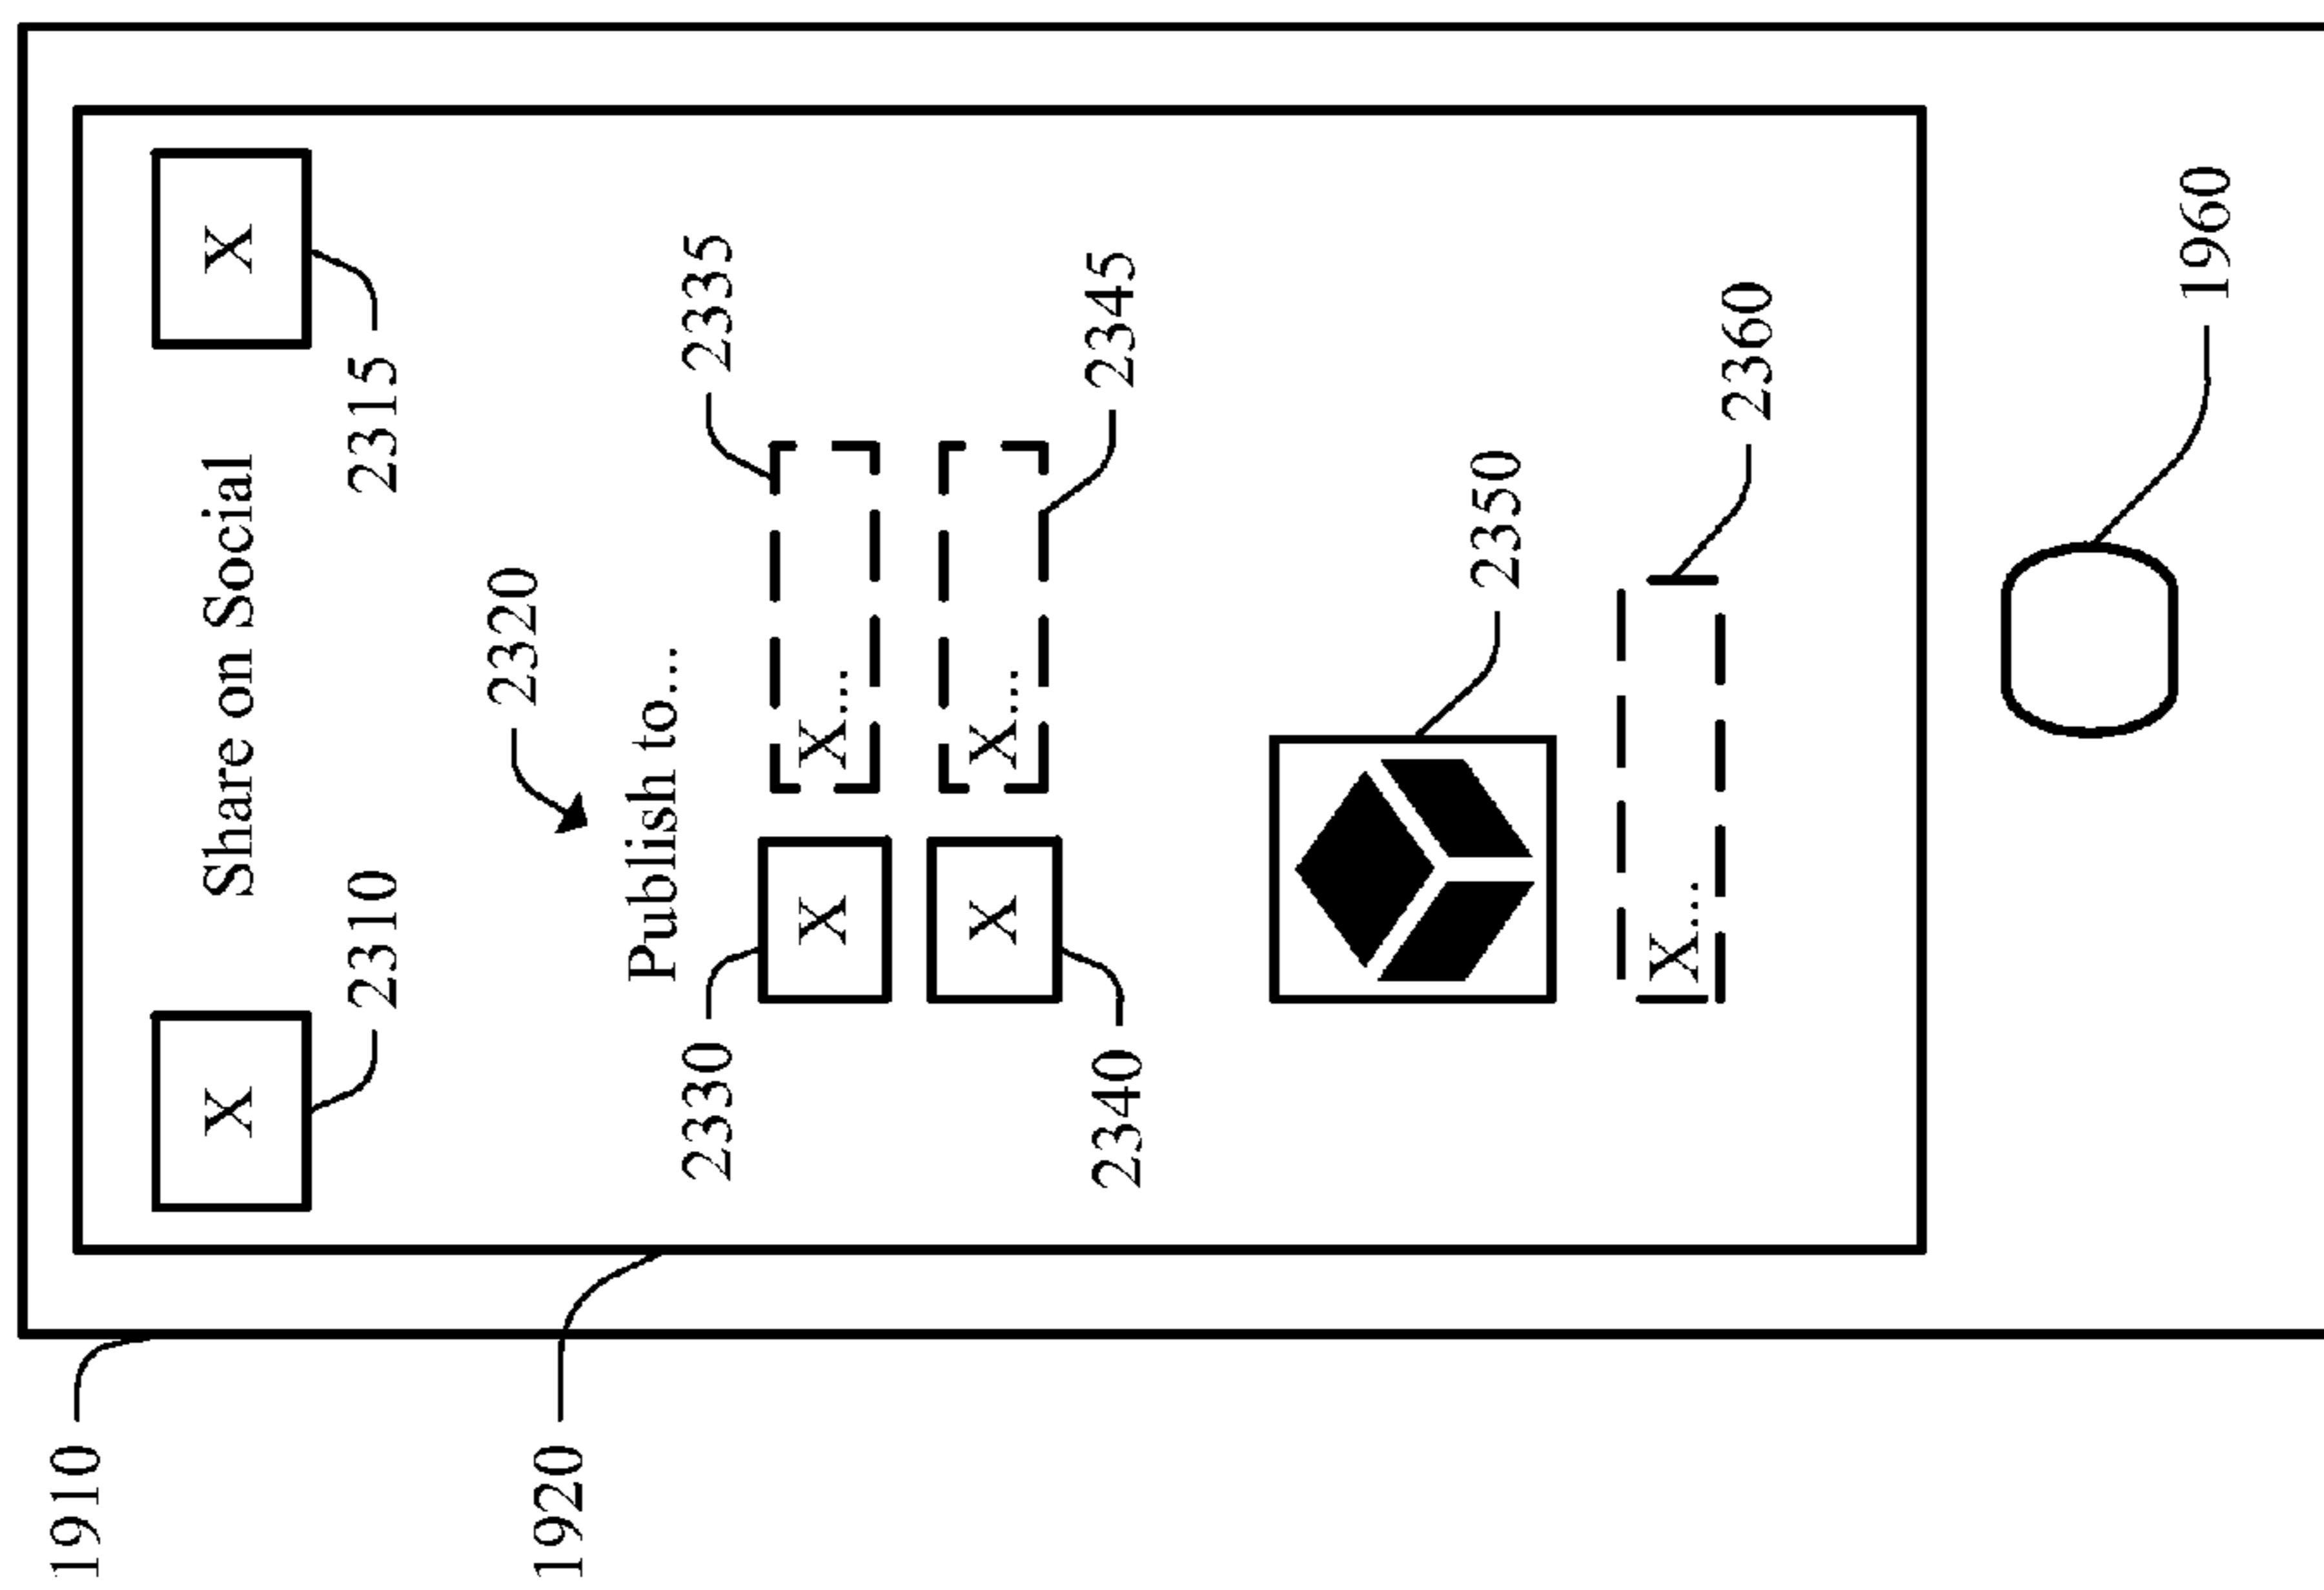 X
Share on Social
X
2310
2315
2320
Publish to...
2330
X
X...
2335
2340
X
X...
2345
2350
X...
2360
1910
1920
1960